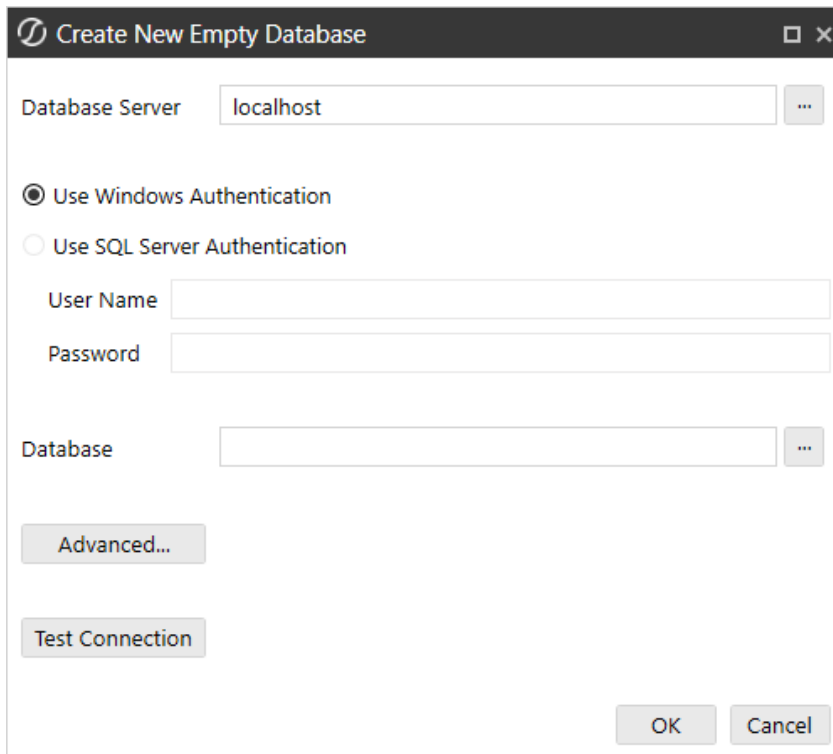 Create New Empty Database
Database Server localhost ...
Use Windows Authentication
Use SQL Server Authentication
User Name
Password
Database ...
Advanced...
Test Connection
OK Cancel